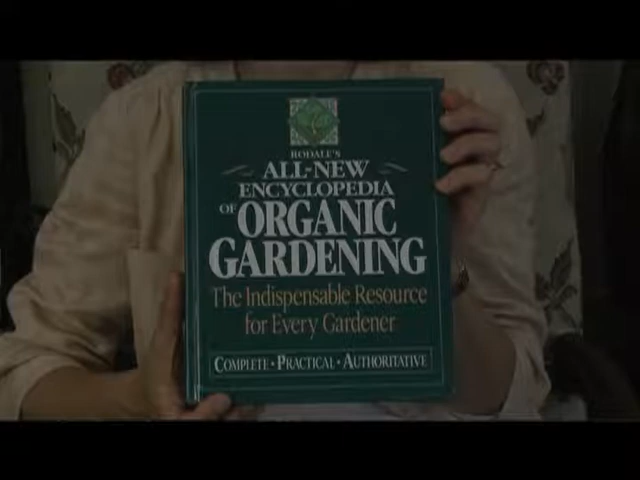 RODALE'S
ALL-NEW
ENCYCLOPEDIA
OF ORGANIC
GARDENING
The Indispensable Resource
for Every Gardener
COMPLETE • PRACTICAL • AUTHORITATIVE